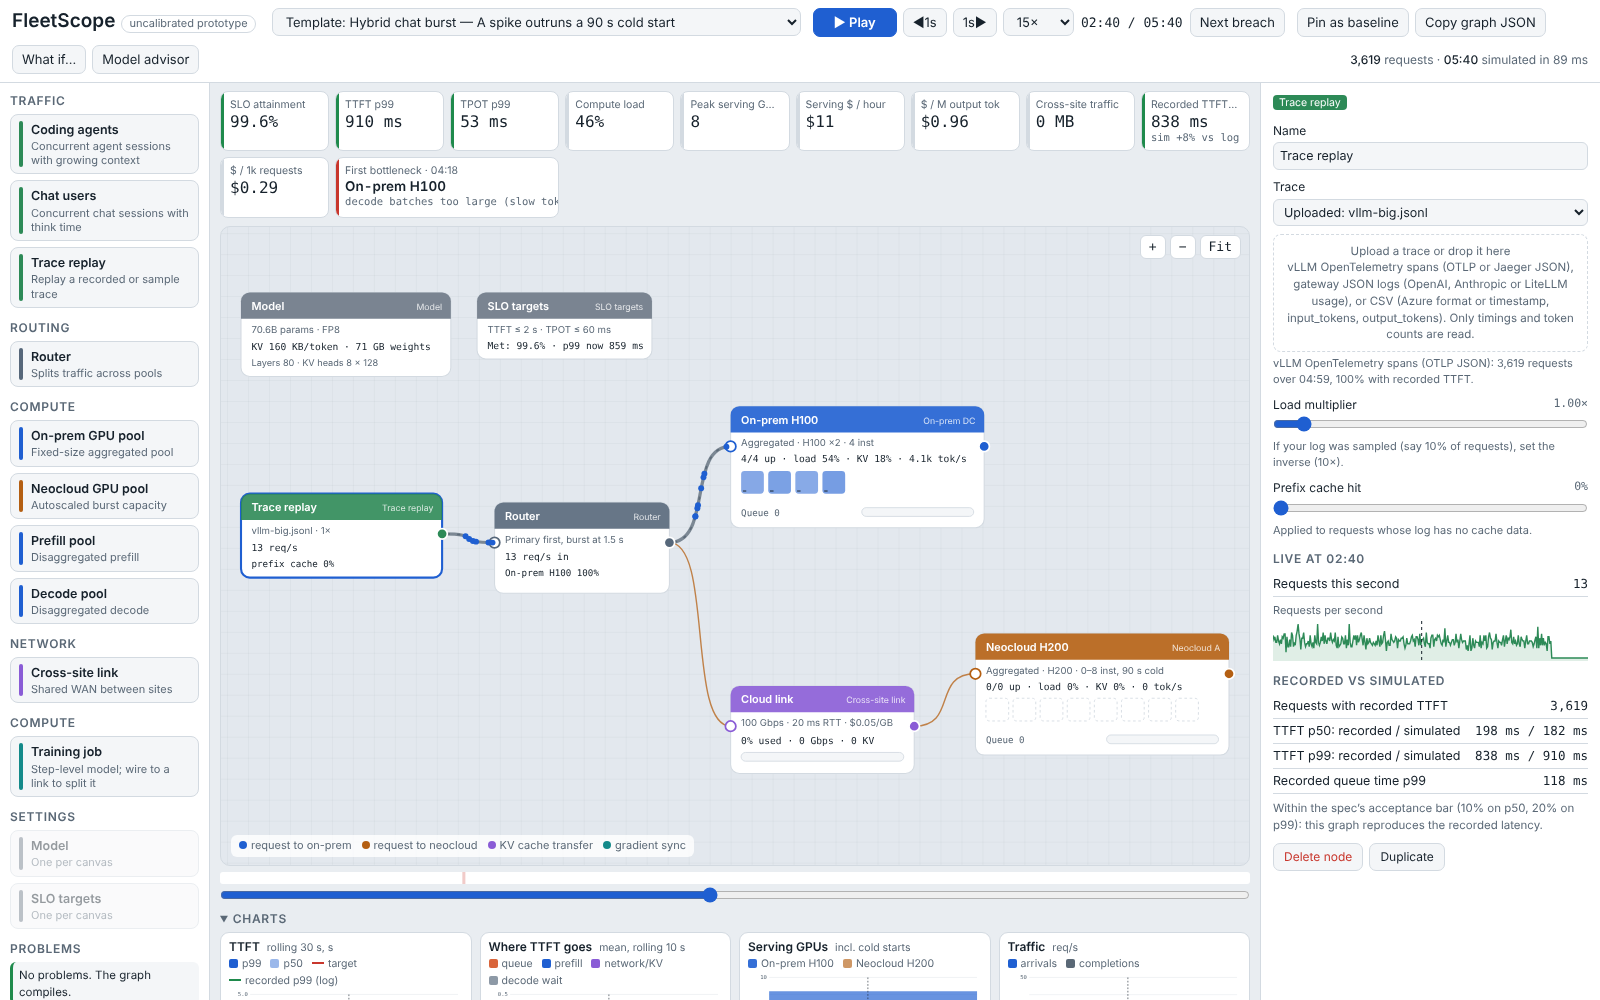 FleetScope uncalibrated prototype Template: Hybrid chat burst — A spike outruns a 90 s cold start ▶ Play ◀1s 1s▶ 15× 02:40 / 05:40 Next breach Pin as baseline Copy graph JSON
What if... Model advisor 3,619 requests · 05:40 simulated in 89 ms
TRAFFIC
Coding agents
Concurrent agent sessions
with growing context
Chat users
Concurrent chat sessions with
think time
Trace replay
Replay a recorded or sample
trace
ROUTING
Router
Splits traffic across pools
COMPUTE
On-prem GPU pool
Fixed-size aggregated pool
Neocloud GPU pool
Autoscaled burst capacity
Prefill pool
Disaggregated prefill
Decode pool
Disaggregated decode
NETWORK
Cross-site link
Shared WAN between sites
COMPUTE
Training job
Step-level model; wire to a
link to split it
SETTINGS
Model
One per canvas
SLO targets
One per canvas
PROBLEMS
No problems. The graph
compiles.
SLO attainment
99.6%
TTFT p99
910 ms
TPOT p99
53 ms
Compute load
46%
Peak serving G...
8
Serving $ / hour
$11
$ / M output tok
$0.96
Cross-site traffic
0 MB
Recorded TTFT...
838 ms
sim +8% vs log
$ / 1k requests
$0.29
First bottleneck · 04:18
On-prem H100
decode batches too large (slow tok
+ − Fit
Model Model
70.6B params · FP8
KV 160 KB/token · 71 GB weights
Layers 80 · KV heads 8 × 128
SLO targets SLO targets
TTFT ≤ 2 s · TPOT ≤ 60 ms
Met: 99.6% · p99 now 859 ms
On-prem H100 On-prem DC
Aggregated · H100 ×2 · 4 inst
4/4 up · load 54% · KV 18% · 4.1k tok/s
Queue 0
Trace replay Trace replay
vllm-big.jsonl · 1×
13 req/s
prefix cache 0%
Router Router
Primary first, burst at 1.5 s
13 req/s in
On-prem H100 100%
Cloud link Cross-site link
100 Gbps · 20 ms RTT · $0.05/GB
0% used · 0 Gbps · 0 KV
Neocloud H200 Neocloud A
Aggregated · H200 · 0–8 inst, 90 s cold
0/0 up · load 0% · KV 0% · 0 tok/s
Queue 0
request to on-prem request to neocloud KV cache transfer gradient sync
▼ CHARTS
TTFT rolling 30 s, s
p99 p50 target
recorded p99 (log)
5.0
Where TTFT goes mean, rolling 10 s
queue prefill network/KV
decode wait
0.5
Serving GPUs incl. cold starts
On-prem H100 Neocloud H200
10
Traffic req/s
arrivals completions
50
Trace replay
Name
Trace replay
Trace
Uploaded: vllm-big.jsonl
Upload a trace or drop it here
vLLM OpenTelemetry spans (OTLP or Jaeger JSON),
gateway JSON logs (OpenAI, Anthropic or LiteLLM
usage), or CSV (Azure format or timestamp,
input_tokens, output_tokens). Only timings and token
counts are read.
vLLM OpenTelemetry spans (OTLP JSON): 3,619 requests
over 04:59, 100% with recorded TTFT.
Load multiplier 1.00×
If your log was sampled (say 10% of requests), set the
inverse (10×).
Prefix cache hit 0%
Applied to requests whose log has no cache data.
LIVE AT 02:40
Requests this second 13
Requests per second
RECORDED VS SIMULATED
Requests with recorded TTFT 3,619
TTFT p50: recorded / simulated 198 ms / 182 ms
TTFT p99: recorded / simulated 838 ms / 910 ms
Recorded queue time p99 118 ms
Within the spec's acceptance bar (10% on p50, 20% on
p99): this graph reproduces the recorded latency.
Delete node Duplicate